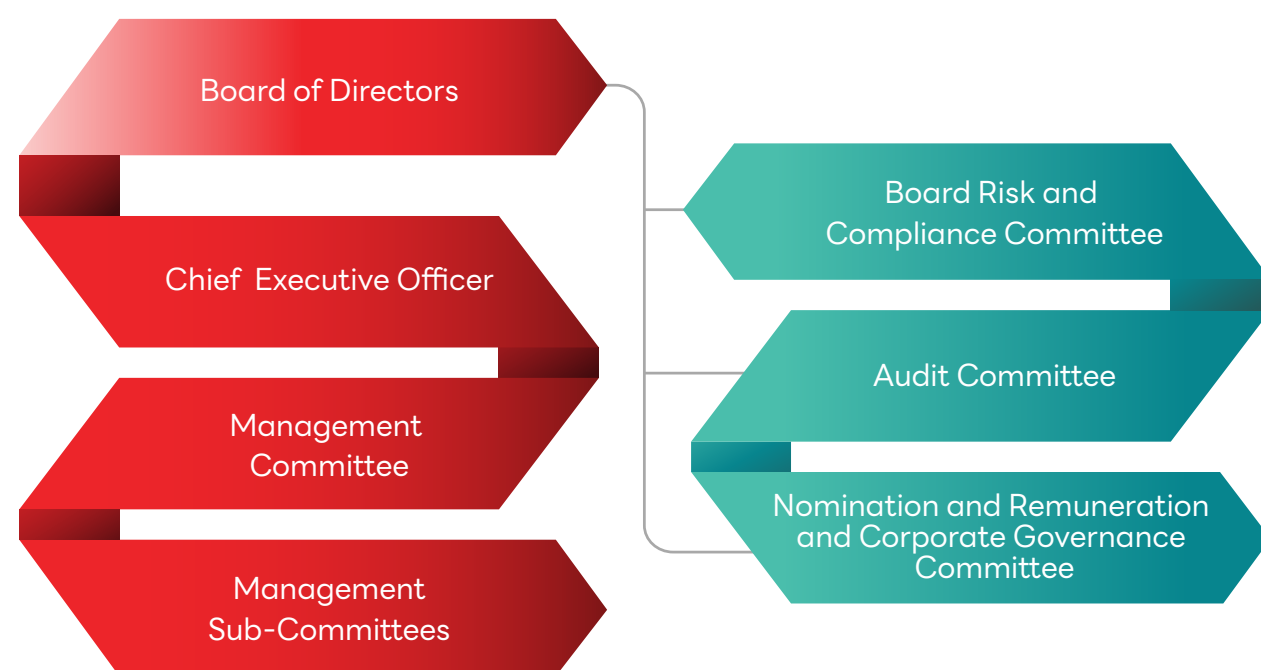 Board of Directors
Chief Executive Officer
Management
Committee
Management
Sub-Committees
Board Risk and
Compliance Committee
Audit Committee
Nomination and Remuneration
and Corporate Governance
Committee